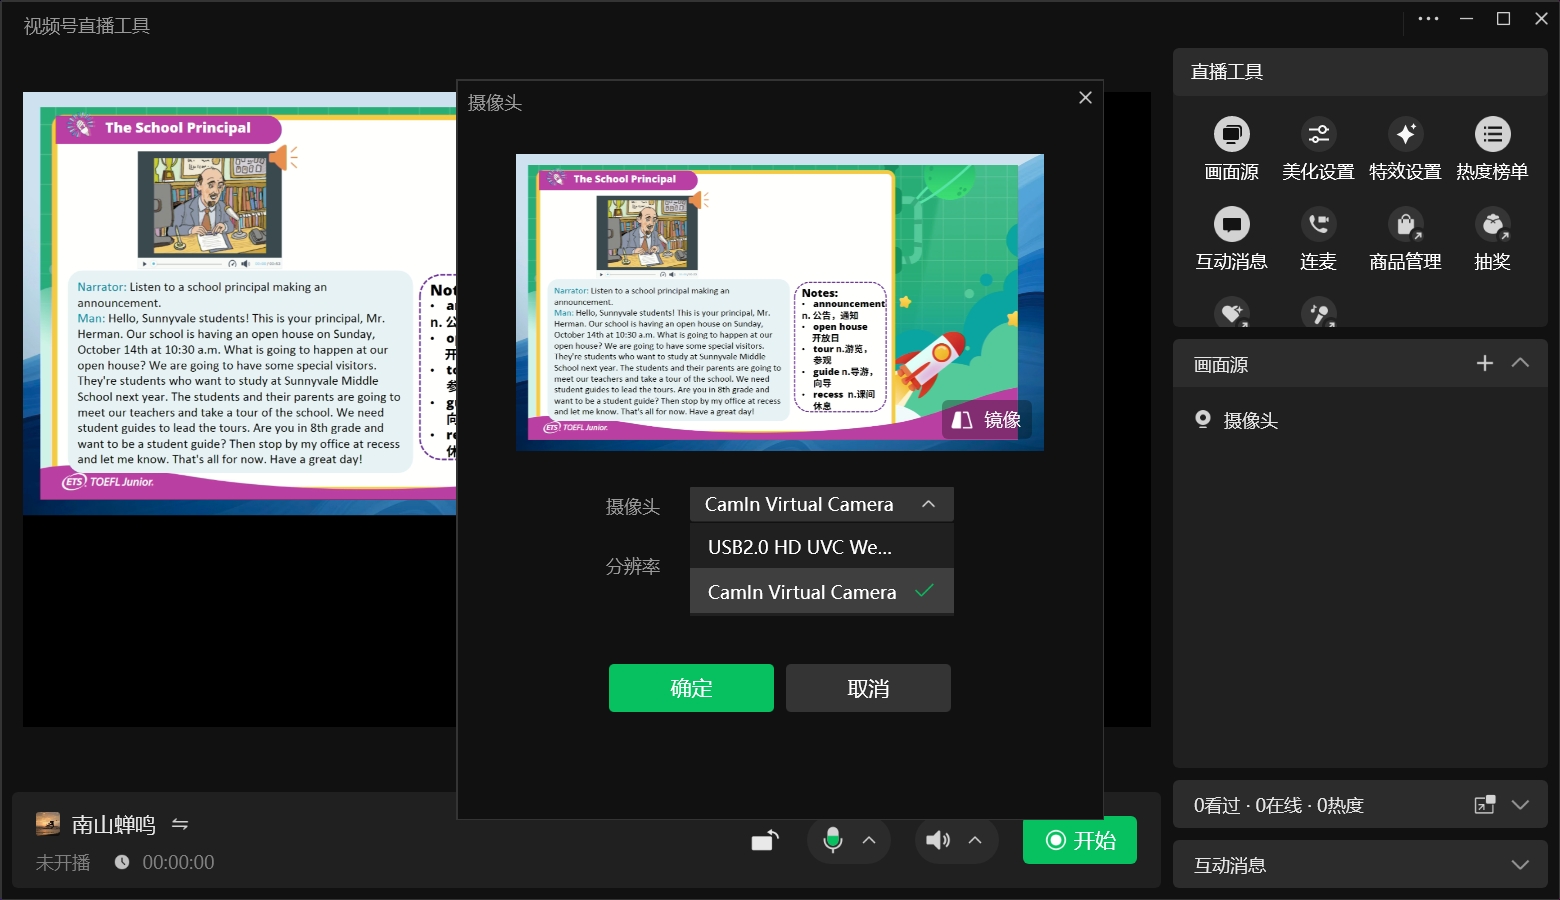 视频号直播工具
The School Principal
Narrator: Listen to a school principal making an
announcement.
Man: Hello, Sunnyvale students! This is your principal, Mr.
Herman. Our school is having an open house on Sunday,
October 14th at 10:30 a.m. What is going to happen at our
open house? We are going to have some special visitors.
They're students who want to study at Sunnyvale Middle
School next year. The students and their parents are going to
meet our teachers and take a tour of the school. We need
student guides to lead the tours. Are you in 8th grade and
want to be a student guide? Then stop by my office at recess
and let me know. That's all for now. Have a great day!
ETS TOEFL Junior.
摄像头
The School Principal
Narrator: Listen to a school principal making an
announcement.
Man: Hello, Sunnyvale students! This is your principal, Mr.
Herman. Our school is having an open house on Sunday,
October 14th at 10:30 a.m. What is going to happen at our
open house? We are going to have some special visitors.
They're students who want to study at Sunnyvale Middle
School next year. The students and their parents are going to
meet our teachers and take a tour of the school. We need
student guides to lead the tours. Are you in 8th grade and
want to be a student guide? Then stop by my office at recess
and let me know. That's all for now. Have a great day!
Notes:
• announcement
n. 公告，通知
• open house
开放日
• tour n.游览，
参观
• guide n.导游，
向导
• recess n.课间
休息
ETS TOEFL Junior.
镜像
摄像头
CamIn Virtual Camera
USB2.0 HD UVC We...
分辨率
CamIn Virtual Camera
确定
取消
直播工具
画面源
美化设置
特效设置
热度榜单
互动消息
连麦
商品管理
抽奖
画面源
摄像头
0看过 · 0在线 · 0热度
互动消息
南山蝉鸣
未开播
00:00:00
开始